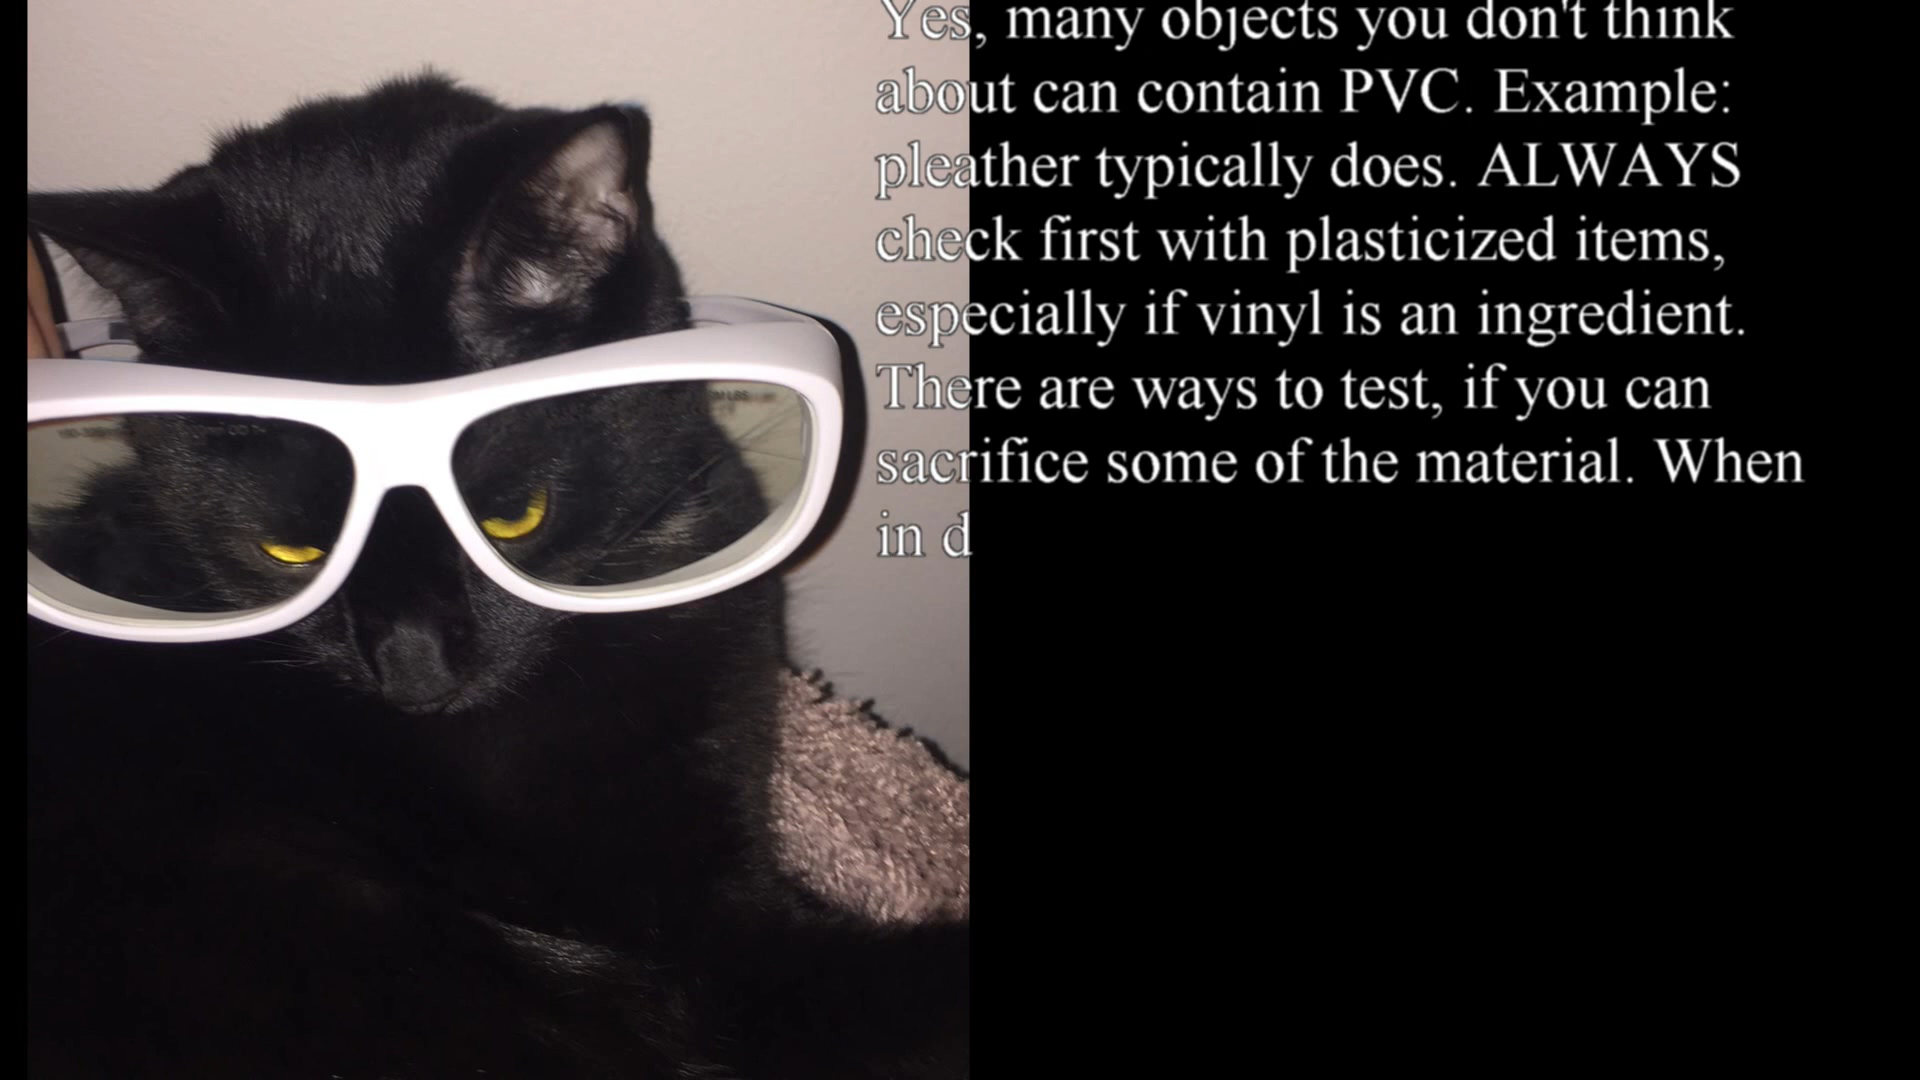 Yes, many objects you don't think
about can contain PVC. Example:
pleather typically does. ALWAYS
check first with plasticized items,
especially if vinyl is an ingredient.
There are ways to test, if you can
sacrifice some of the material. When
in d